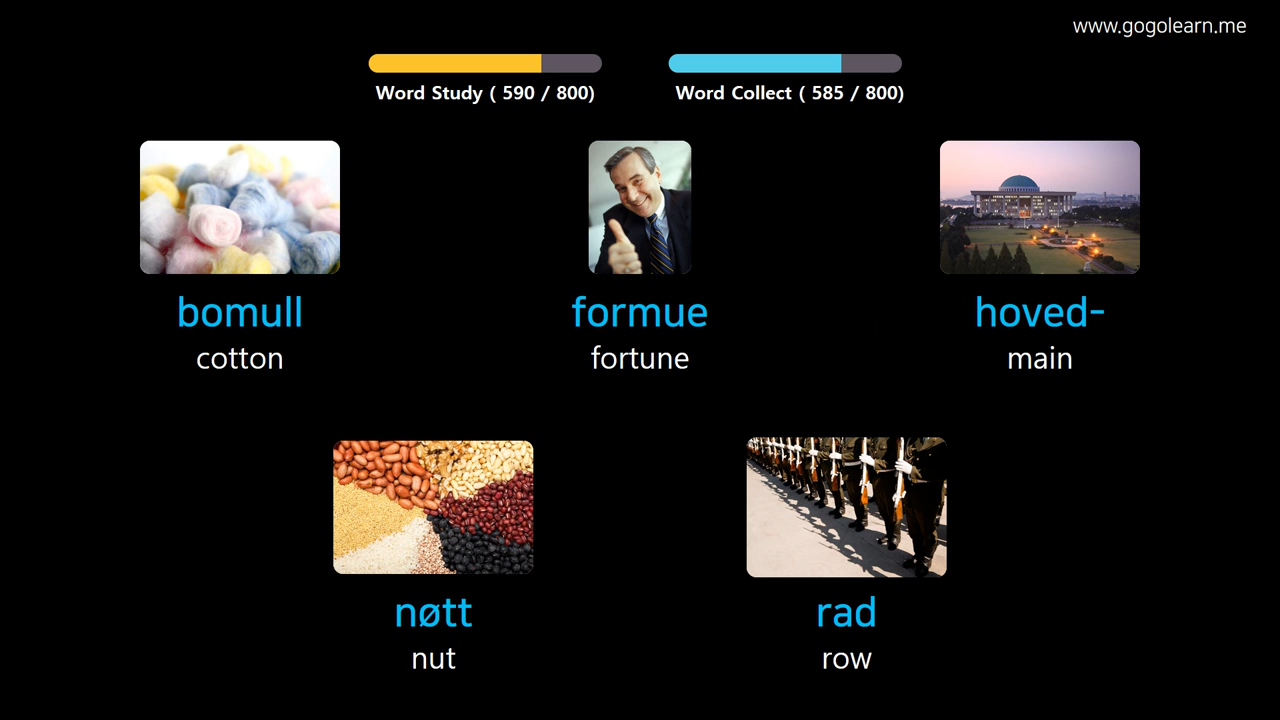 www.gogolearn.me
Word Study ( 590 / 800)
Word Collect ( 585 / 800)
bomull
formue
hoved-
cotton
fortune
main
nøtt
rad
nut
row